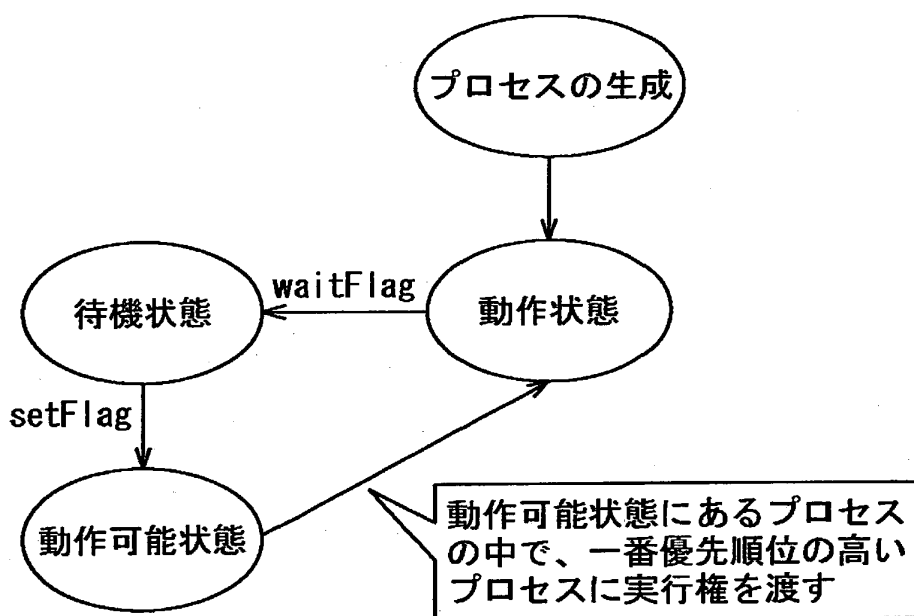 プロセスの生成
waitFlag
待機状態
動作状態
setFlag
動作可能状態
動作可能状態にあるプロセス
の中で、一番優先順位の高い
プロセスに実行権を渡す